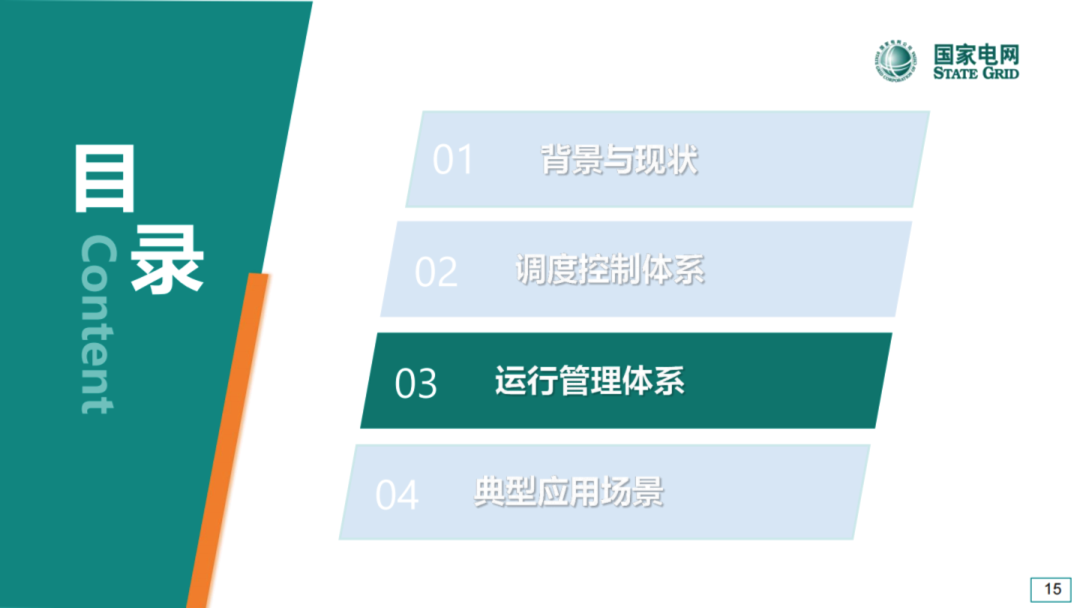 目录
Content
国家电网
STATE GRID
01 背景与现状
02 调度控制体系
03 运行管理体系
04 典型应用场景
15